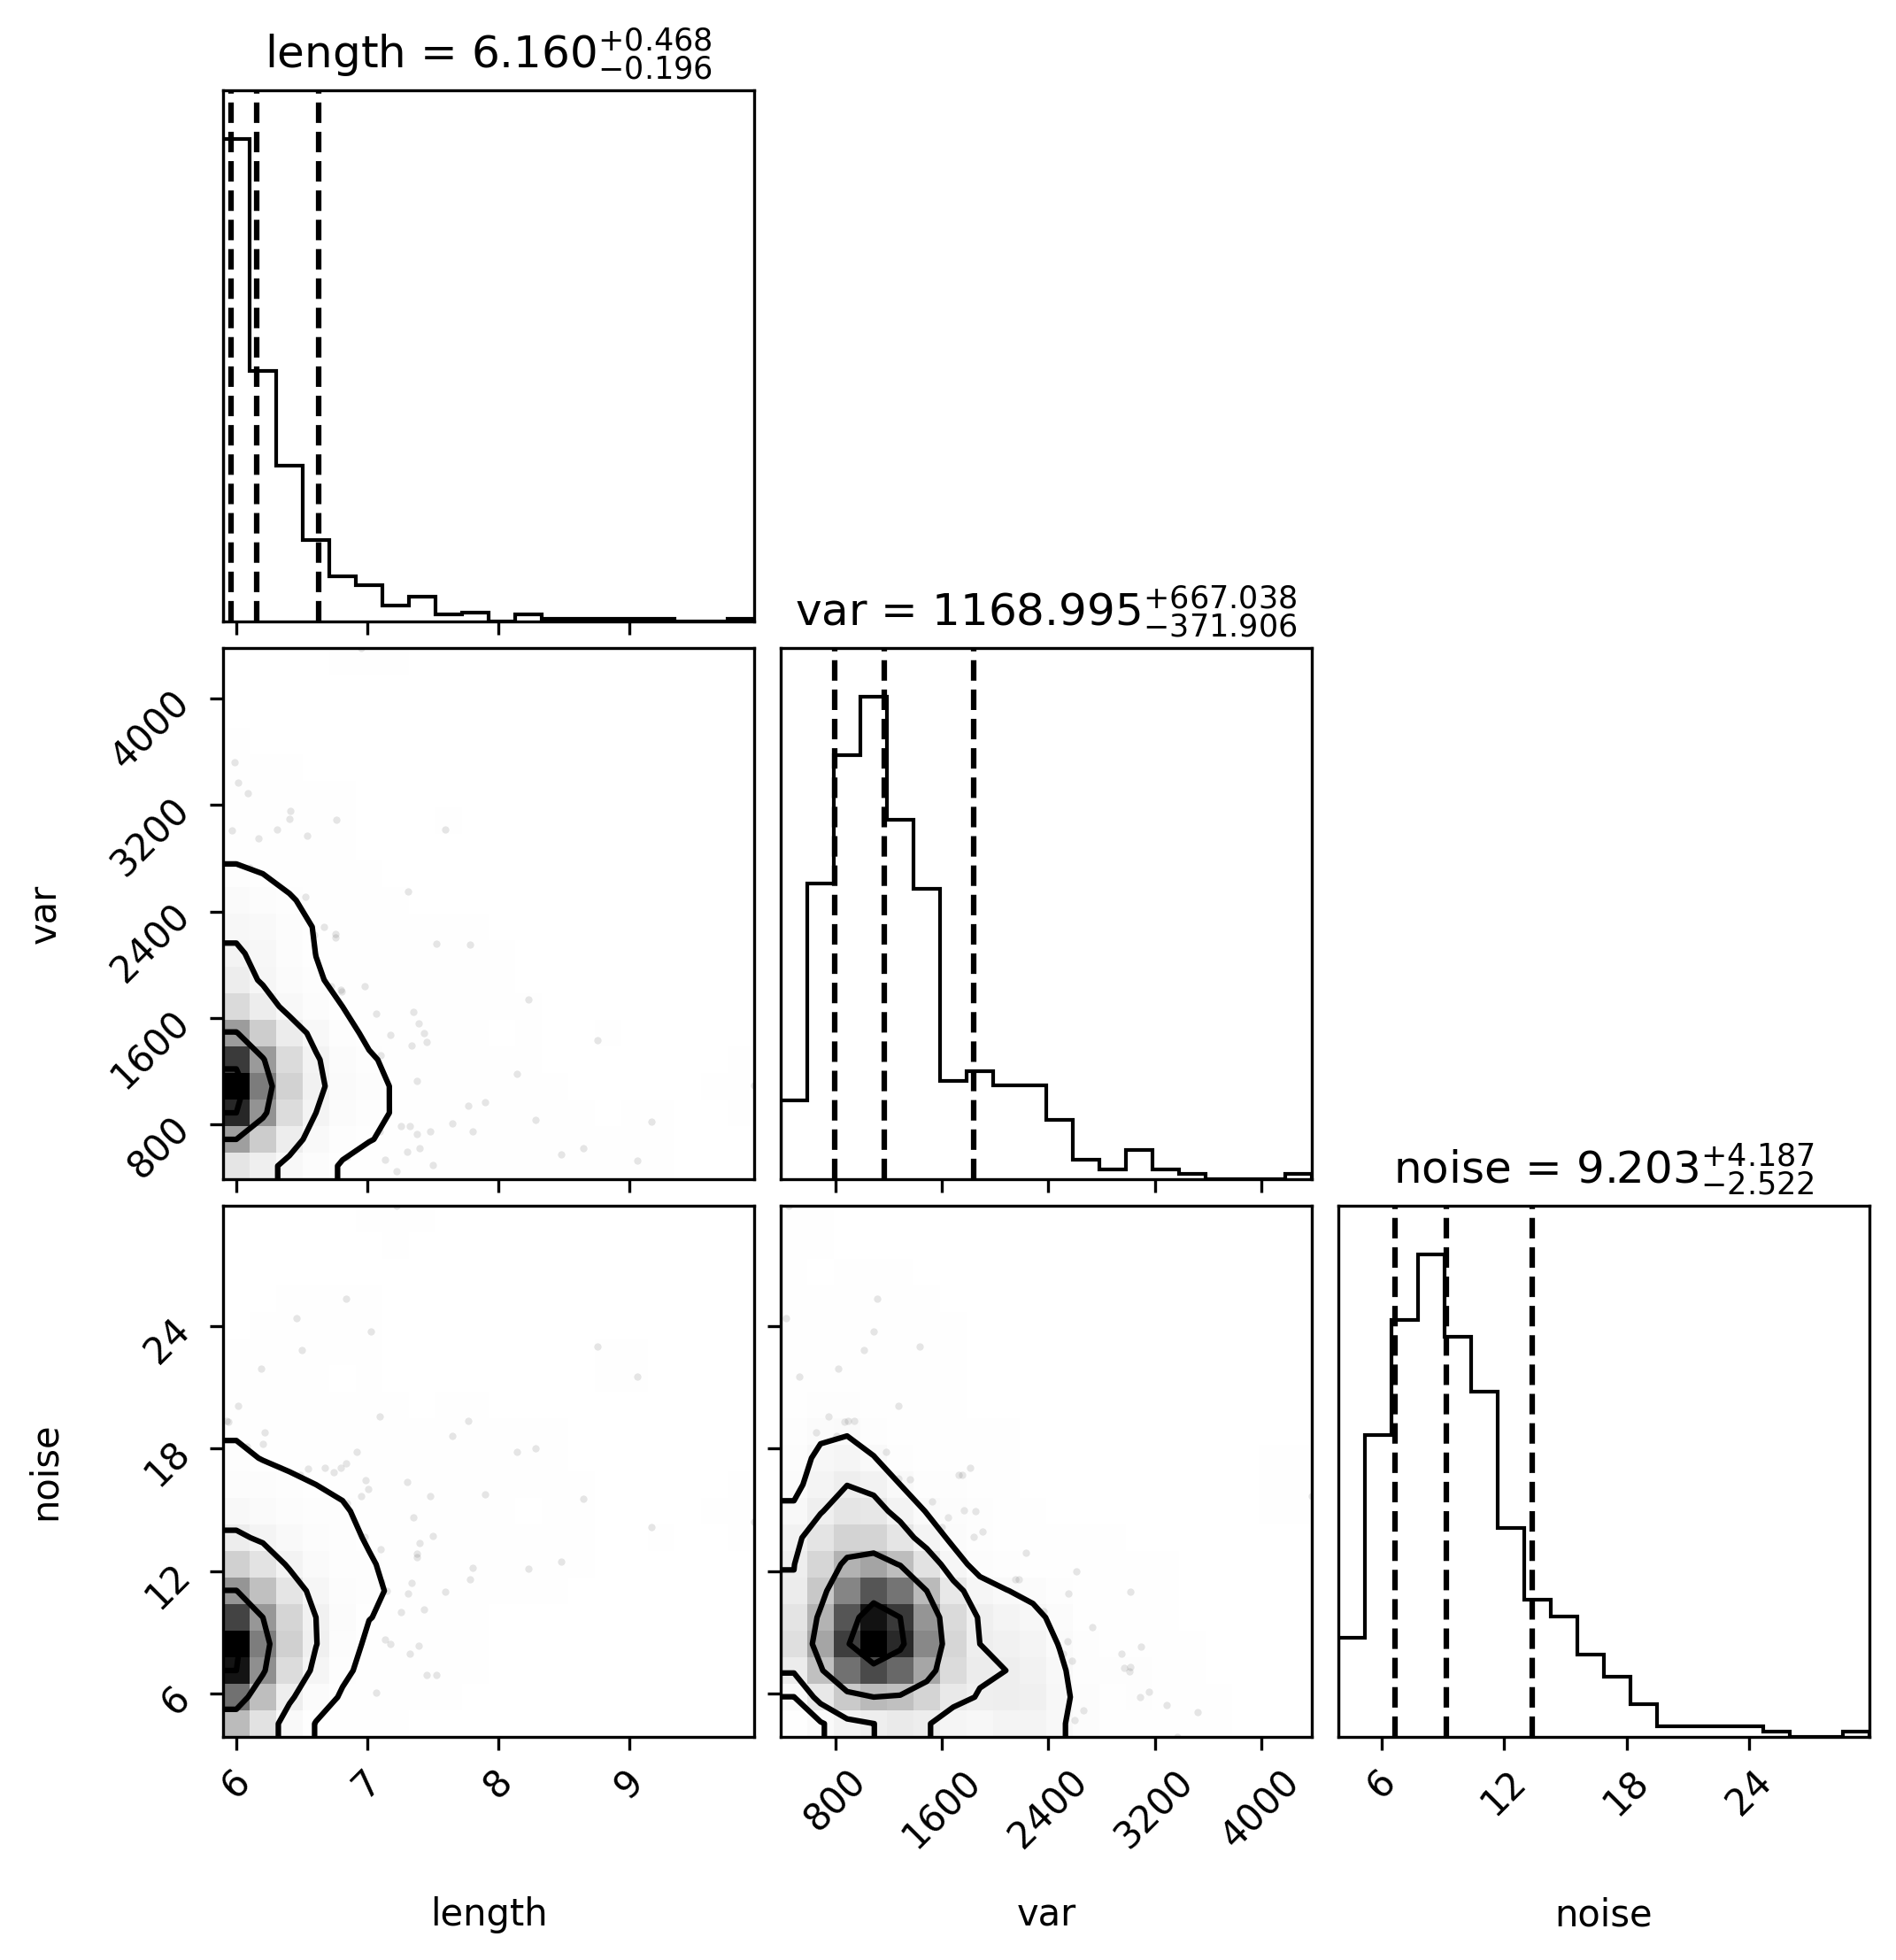 length = 6.160 +0.468 −0.196
var = 1168.995 +667.038 −371.906
4000
3200
2400
1600
800
var
noise = 9.203 +4.187 −2.522
24
18
12
6
noise
6 7 8 9
800 1600 2400 3200 4000
6 12 18 24
length var noise